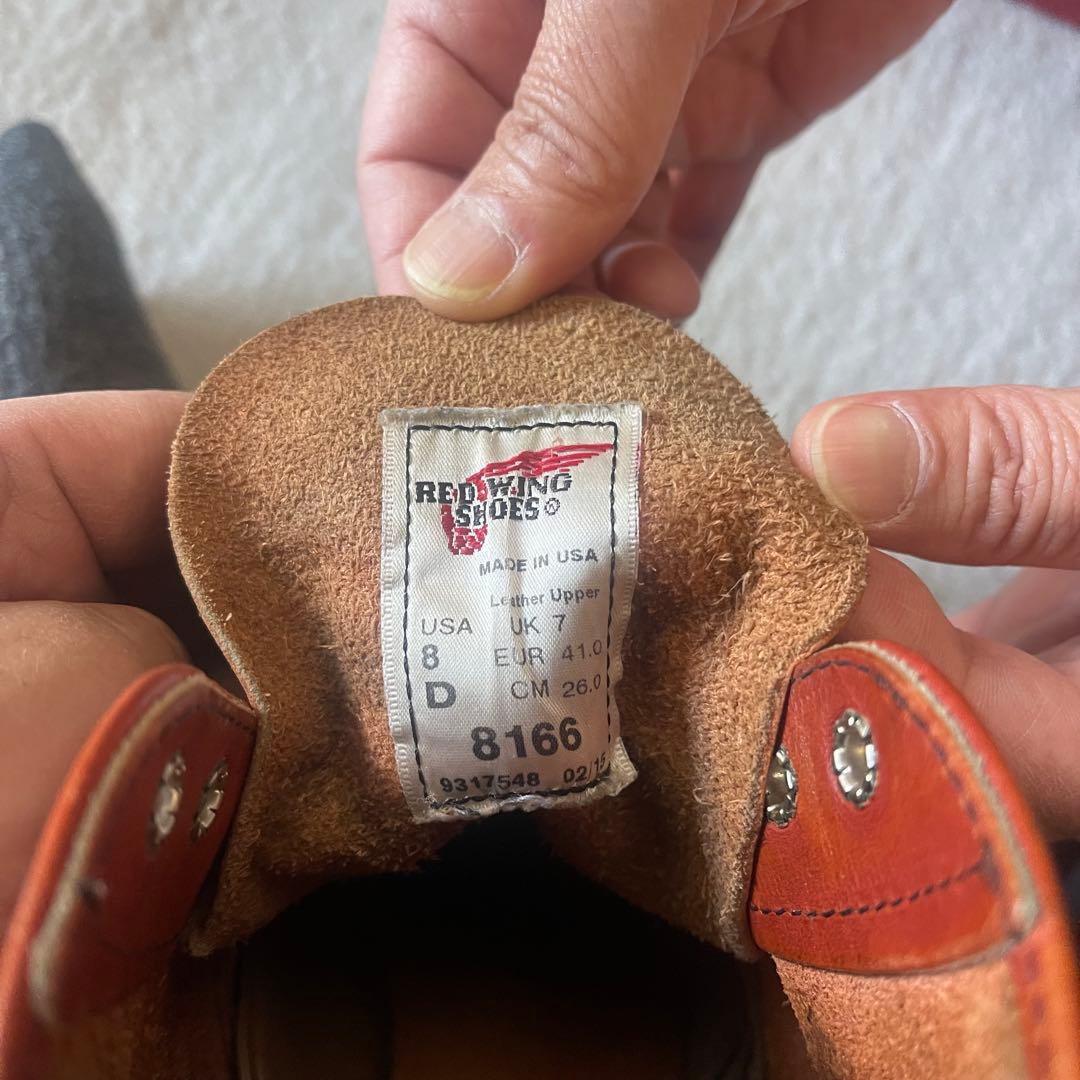 RED WING
SHOES®
MADE IN USA
Leather Upper
USA UK 7
8 EUR 41.0
D CM 26.0
8166
9317548 02/15